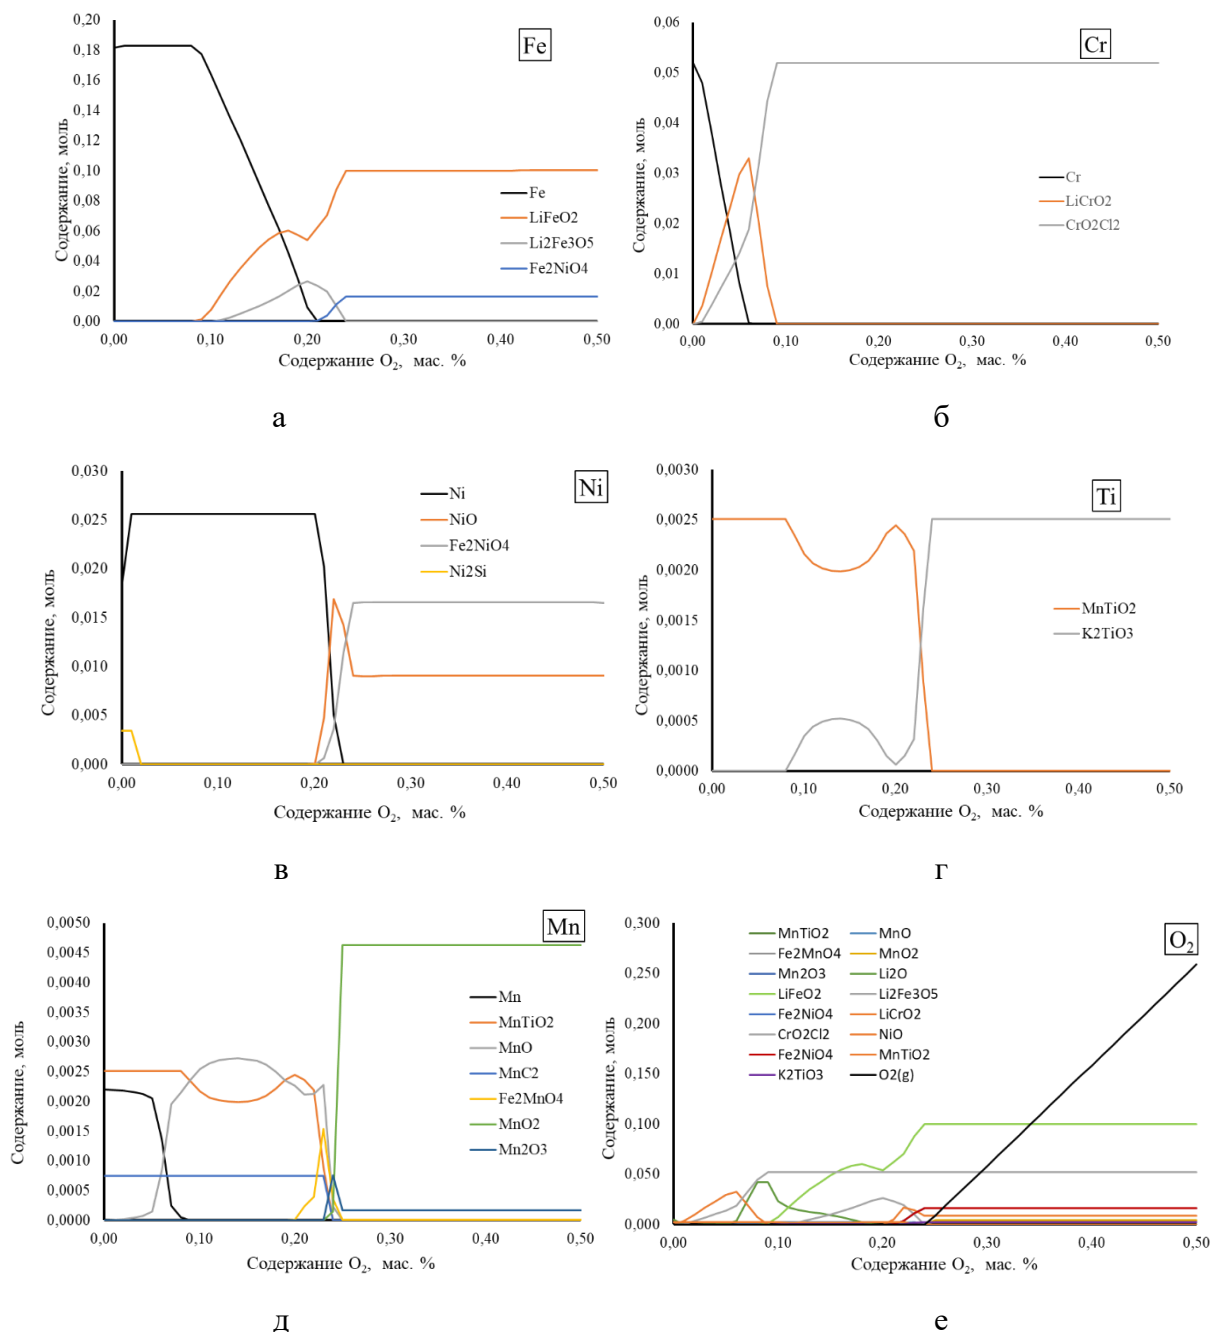 Fe
0,20
0,18
0,16
0,14
0,12
0,10
0,08
0,06
0,04
0,02
0,00
Содержание, моль
Fe
LiFeO2
Li2Fe3O5
Fe2NiO4
0,00 0,10 0,20 0,30 0,40 0,50
Содержание O2, мас. %
а
Cr
0,06
0,05
0,04
0,03
0,02
0,01
0,00
Содержание, моль
Cr
LiCrO2
CrO2Cl2
0,00 0,10 0,20 0,30 0,40 0,50
Содержание O2, мас. %
б
Ni
0,030
0,025
0,020
0,015
0,010
0,005
0,000
Содержание, моль
Ni
NiO
Fe2NiO4
Ni2Si
0,00 0,10 0,20 0,30 0,40 0,50
Содержание O2, мас. %
в
Ti
0,0030
0,0025
0,0020
0,0015
0,0010
0,0005
0,0000
Содержание, моль
MnTiO2
K2TiO3
0,00 0,10 0,20 0,30 0,40 0,50
Содержание O2, мас. %
г
Mn
0,0050
0,0045
0,0040
0,0035
0,0030
0,0025
0,0020
0,0015
0,0010
0,0005
0,0000
Содержание, моль
Mn
MnTiO2
MnO
MnC2
Fe2MnO4
MnO2
Mn2O3
0,00 0,10 0,20 0,30 0,40 0,50
Содержание O2, мас. %
д
O2
0,300
0,250
0,200
0,150
0,100
0,050
0,000
Содержание, моль
MnTiO2 MnO
Fe2MnO4 MnO2
Mn2O3 Li2O
LiFeO2 Li2Fe3O5
Fe2NiO4 LiCrO2
CrO2Cl2 NiO
Fe2NiO4 MnTiO2
K2TiO3 O2(g)
0,00 0,10 0,20 0,30 0,40 0,50
Содержание O2, мас. %
е